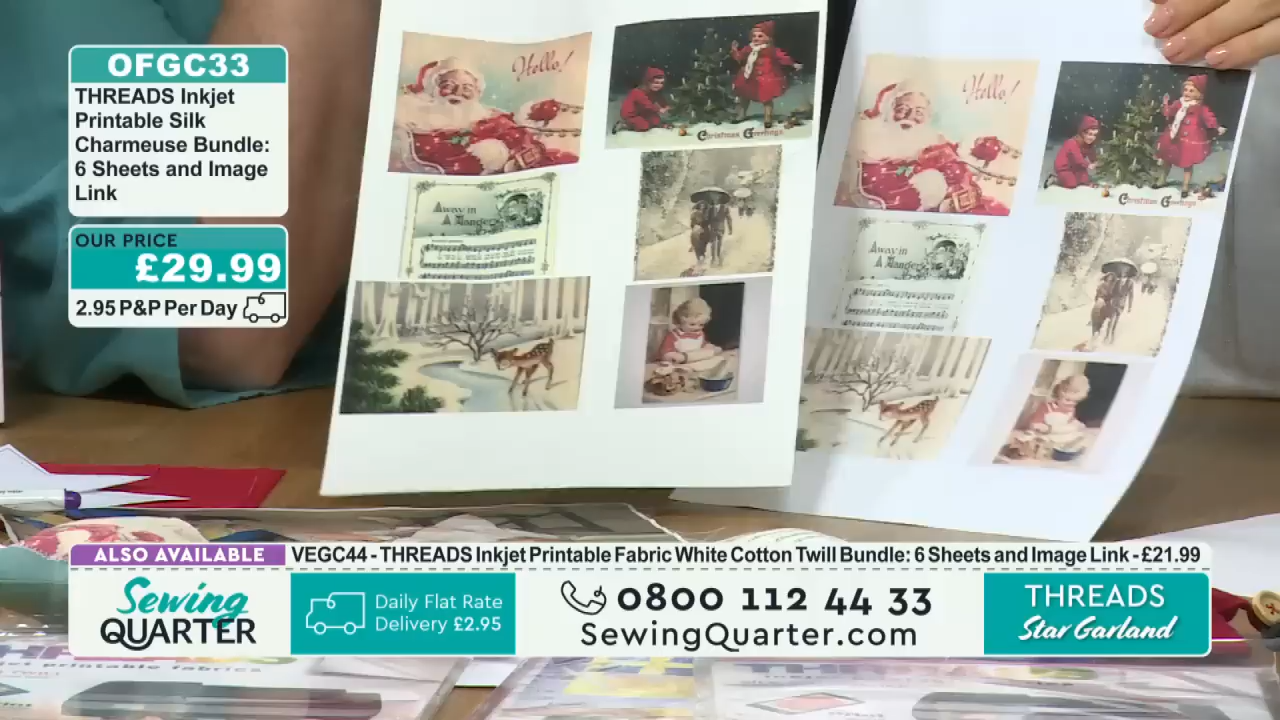 OFGC33
THREADS Inkjet
Printable Silk
Charmeuse Bundle:
6 Sheets and Image
Link
OUR PRICE
£29.99
2.95 P&P Per Day
Hello!
Christmas Greetings
Away in
A Manger
Hello!
Christmas Greetings
Away in
A Manger
ALSO AVAILABLE
VEGC44 - THREADS Inkjet Printable Fabric White Cotton Twill Bundle: 6 Sheets and Image Link - £21.99
Sewing
QUARTER
Daily Flat Rate
Delivery £2.95
0800 112 44 33
SewingQuarter.com
THREADS
Star Garland
jet printable fabrics